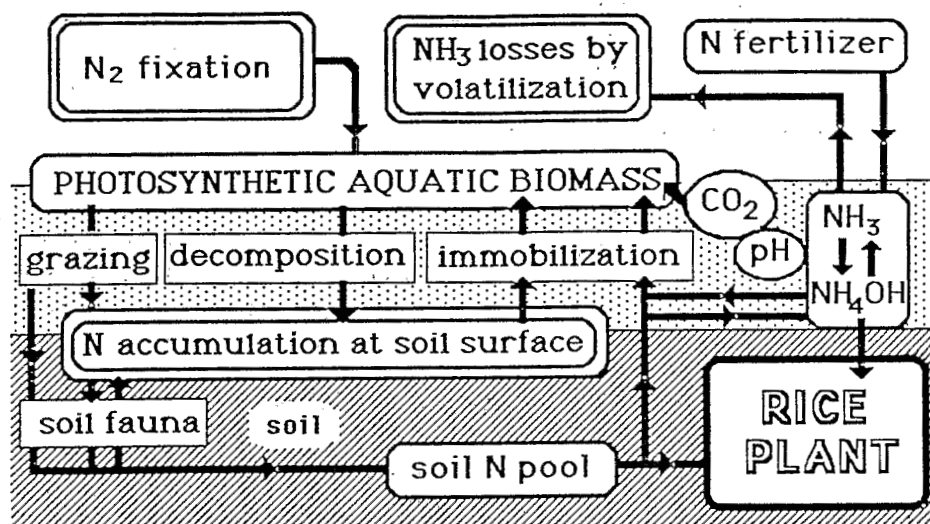 N₂ fixation
NH₃ losses by
volatilization
N fertilizer
PHOTOSYNTHETIC AQUATIC BIOMASS
CO₂
pH
NH₃
NH₄OH
grazing
decomposition
immobilization
N accumulation at soil surface
soil fauna
soil
soil N pool
RICE
PLANT